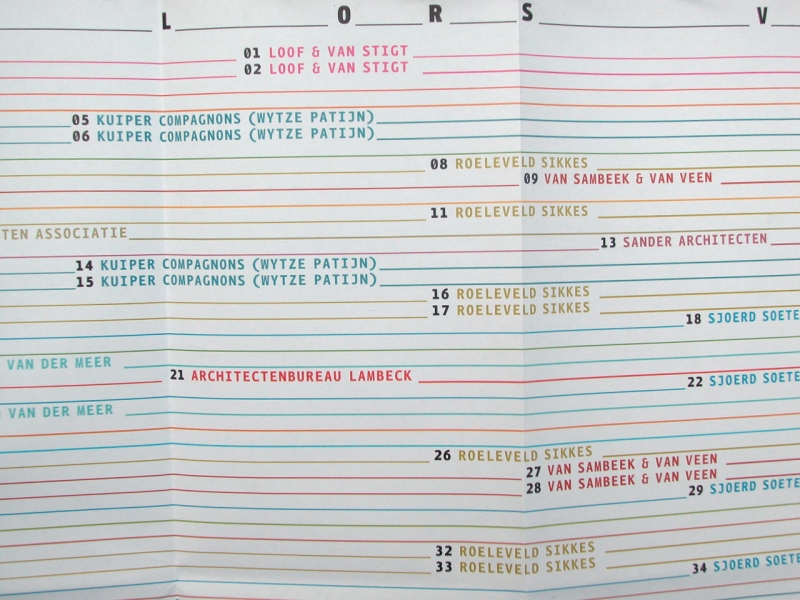 L O R S V
01 LOOF & VAN STIGT
02 LOOF & VAN STIGT
05 KUIPER COMPAGNONS (WYTZE PATIJN)
06 KUIPER COMPAGNONS (WYTZE PATIJN)
08 ROELEVELD SIKKES
09 VAN SAMBEEK & VAN VEEN
11 ROELEVELD SIKKES
TEN ASSOCIATIE
13 SANDER ARCHITECTEN
14 KUIPER COMPAGNONS (WYTZE PATIJN)
15 KUIPER COMPAGNONS (WYTZE PATIJN)
16 ROELEVELD SIKKES
17 ROELEVELD SIKKES
18 SJOERD SOETE
VAN DER MEER
21 ARCHITECTENBUREAU LAMBECK
22 SJOERD SOETE
VAN DER MEER
26 ROELEVELD SIKKES
27 VAN SAMBEEK & VAN VEEN
28 VAN SAMBEEK & VAN VEEN
29 SJOERD SOETE
32 ROELEVELD SIKKES
33 ROELEVELD SIKKES
34 SJOERD SOETE